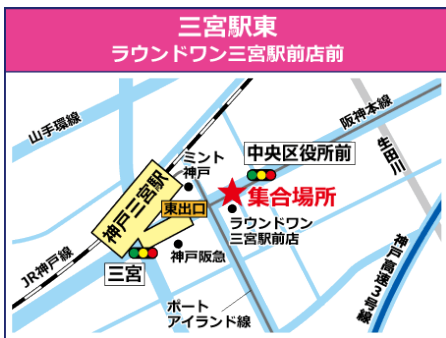 三宮駅東
ラウンドワン三宮駅前店前
山手環線
阪神本線
生田川
中央区役所前
ミント
神戸
集合場所
神戸三宮駅
東出口
ラウンドワン
三宮駅前店
神戸阪急
三宮
JR神戸線
ポート
アイランド線
神戸高速3号線